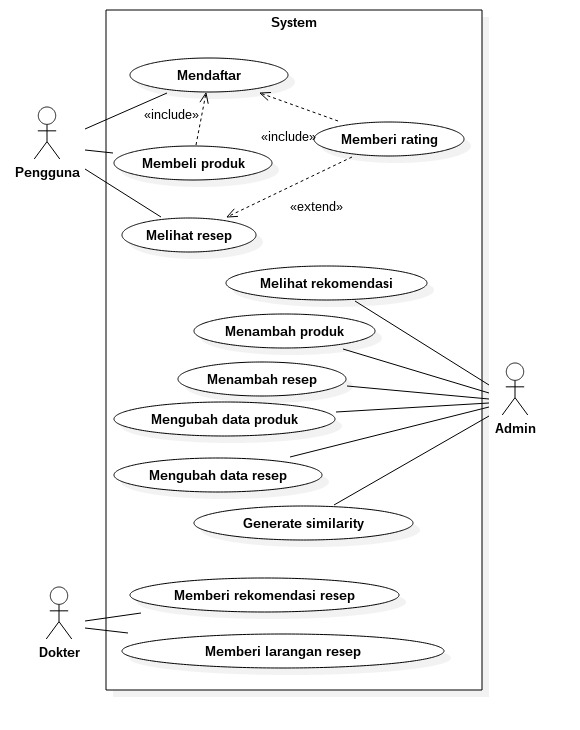 System
Mendaftar
«include»
«include»
Memberi rating
Pengguna
Membeli produk
«extend»
Melihat resep
Melihat rekomendasi
Menambah produk
Menambah resep
Mengubah data produk
Admin
Mengubah data resep
Generate similarity
Memberi rekomendasi resep
Dokter
Memberi larangan resep